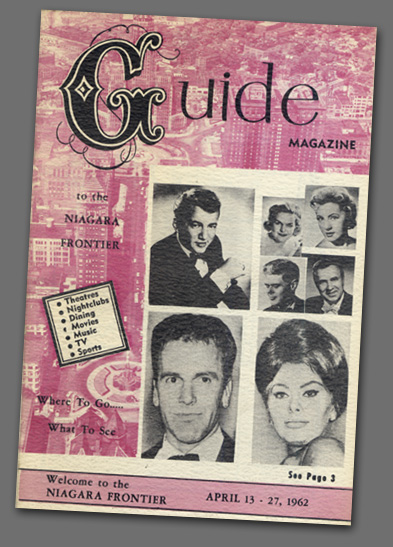 Guide
MAGAZINE
to the
NIAGARA
FRONTIER
• Theatres
• Nightclubs
• Dining
• Movies
• Music
• TV
• Sports
Where To Go.....
What To See
See Page 3
Welcome to the
NIAGARA FRONTIER
APRIL 13 - 27, 1962